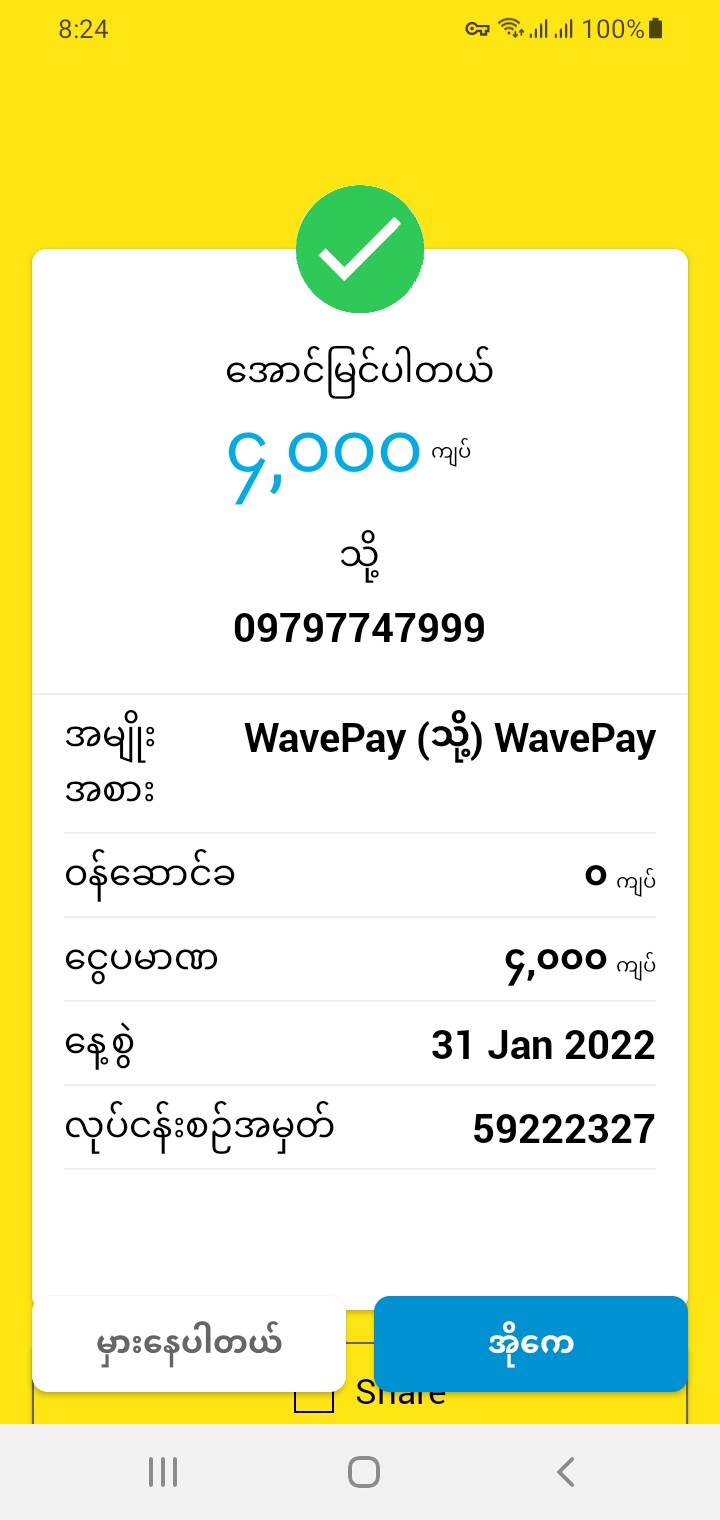 8:24
100%
အောင်မြင်ပါတယ်
၄,၀၀၀ ကျပ်
သို့
09797747999
အမျိုး WavePay (သို့) WavePay
အစား
ဝန်ဆောင်ခ ၀ ကျပ်
ငွေပမာဏ ၄,၀၀၀ ကျပ်
နေ့စွဲ 31 Jan 2022
လုပ်ငန်းစဉ်အမှတ် 59222327
မှားနေပါတယ် အိုကေ
Share